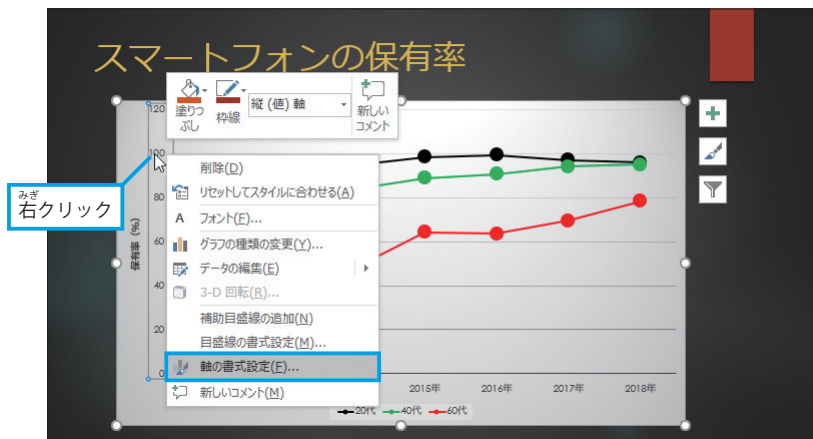 スマートフォンの保有率
塗りつ
ぶし
枠線
縦 (値) 軸
新しい
コメント
120
100
80
60
40
20
0
保有率 (%)
みぎ
右クリック
削除(D)
リセットしてスタイルに合わせる(A)
フォント(F)...
グラフの種類の変更(Y)...
データの編集(E)
3-D 回転(R)...
補助目盛線の追加(N)
目盛線の書式設定(M)...
軸の書式設定(F)...
新しいコメント(M)
2015年 2016年 2017年 2018年
20代 40代 60代